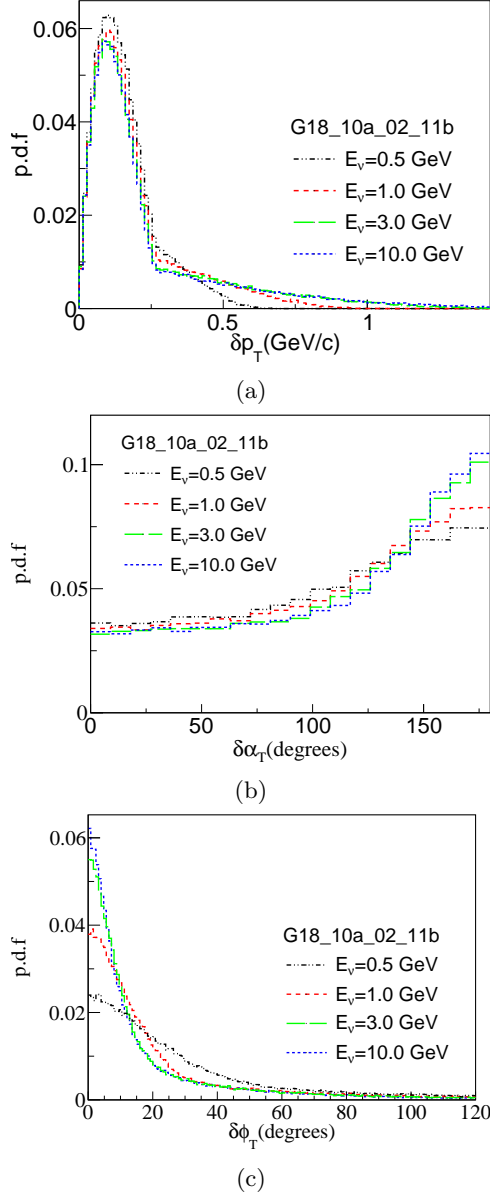 0.06
0.04
0.02
0
p.d.f
G18_10a_02_11b
E_ν=0.5 GeV
E_ν=1.0 GeV
E_ν=3.0 GeV
E_ν=10.0 GeV
0 0.5 1
δp_T(GeV/c)
(a)
0.1
0.05
0
p.d.f
G18_10a_02_11b
E_ν=0.5 GeV
E_ν=1.0 GeV
E_ν=3.0 GeV
E_ν=10.0 GeV
0 50 100 150
δα_T(degrees)
(b)
0.06
0.04
0.02
0
p.d.f
G18_10a_02_11b
E_ν=0.5 GeV
E_ν=1.0 GeV
E_ν=3.0 GeV
E_ν=10.0 GeV
0 20 40 60 80 100 120
δϕ_T(degrees)
(c)